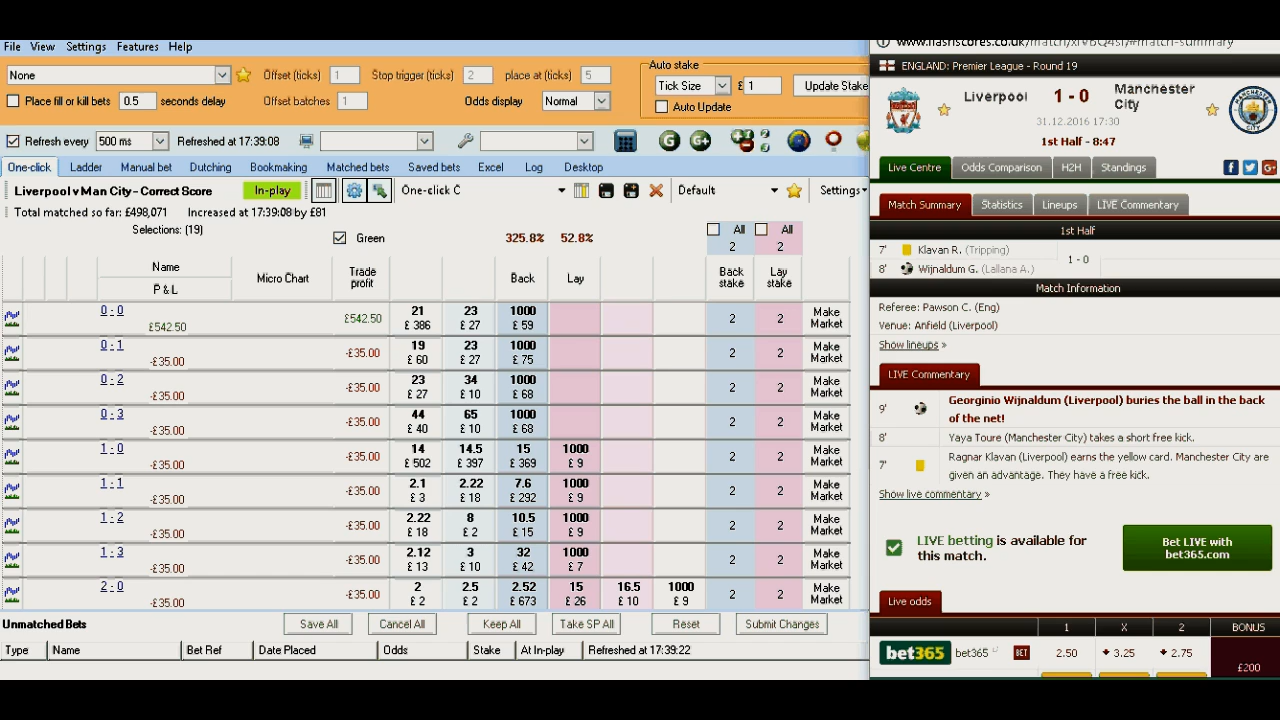 File View Settings Features Help
None Offset (ticks) 1 Stop trigger (ticks) 2 place at (ticks) 5
Auto stake
Tick Size £ 1 Update Stake
Place fill or kill bets 0.5 seconds delay Offset batches 1 Odds display Normal
Auto Update
Refresh every 500 ms Refreshed at 17:39:08
One-click Ladder Manual bet Dutching Bookmaking Matched bets Saved bets Excel Log Desktop
Liverpool v Man City - Correct Score In-play One-click C Default Settings
Total matched so far: £498,071 Increased at 17:39:08 by £81
Selections: (19) All All
Green 325.8% 52.8% 2 2
Name Micro Chart Trade profit Back Lay Back stake Lay stake
P & L
0 - 0 21 23 1000 Make
£542.50 £542.50 £ 386 £ 27 £ 59 2 2 Market
0 - 1 19 23 1000 Make
-£35.00 -£35.00 £ 60 £ 27 £ 75 2 2 Market
0 - 2 23 34 1000 Make
-£35.00 -£35.00 £ 27 £ 10 £ 68 2 2 Market
0 - 3 44 65 1000 Make
-£35.00 -£35.00 £ 40 £ 10 £ 68 2 2 Market
1 - 0 14 14.5 15 1000 Make
-£35.00 -£35.00 £ 502 £ 397 £ 369 £ 9 2 2 Market
1 - 1 2.1 2.22 7.6 1000 Make
-£35.00 -£35.00 £ 3 £ 18 £ 292 £ 9 2 2 Market
1 - 2 2.22 8 10.5 1000 Make
-£35.00 -£35.00 £ 18 £ 2 £ 15 £ 9 2 2 Market
1 - 3 2.12 3 32 1000 Make
-£35.00 -£35.00 £ 13 £ 10 £ 42 £ 7 2 2 Market
2 - 0 2 2.5 2.52 15 16.5 1000 Make
-£35.00 -£35.00 £ 2 £ 2 £ 673 £ 26 £ 10 £ 9 2 2 Market
Unmatched Bets Save All Cancel All Keep All Take SP All Reset Submit Changes
Type Name Bet Ref Date Placed Odds Stake At In-play Refreshed at 17:39:22
ENGLAND: Premier League - Round 19
Liverpool 1 - 0 Manchester City
31.12.2016 17:30
1st Half - 8:47
Live Centre Odds Comparison H2H Standings
Match Summary Statistics Lineups LIVE Commentary
1st Half
7' Klavan R. (Tripping)
1 - 0
8' Wijnaldum G. (Lallana A.)
Match Information
Referee: Pawson C. (Eng)
Venue: Anfield (Liverpool)
Show lineups »
LIVE Commentary
9' Georginio Wijnaldum (Liverpool) buries the ball in the back
of the net!
8' Yaya Toure (Manchester City) takes a short free kick.
7' Ragnar Klavan (Liverpool) earns the yellow card. Manchester City are
given an advantage. They have a free kick.
Show live commentary »
LIVE betting is available for
this match.
Bet LIVE with
bet365.com
Live odds
1 X 2 BONUS
bet365 bet365 BET 2.50 3.25 2.75
£200